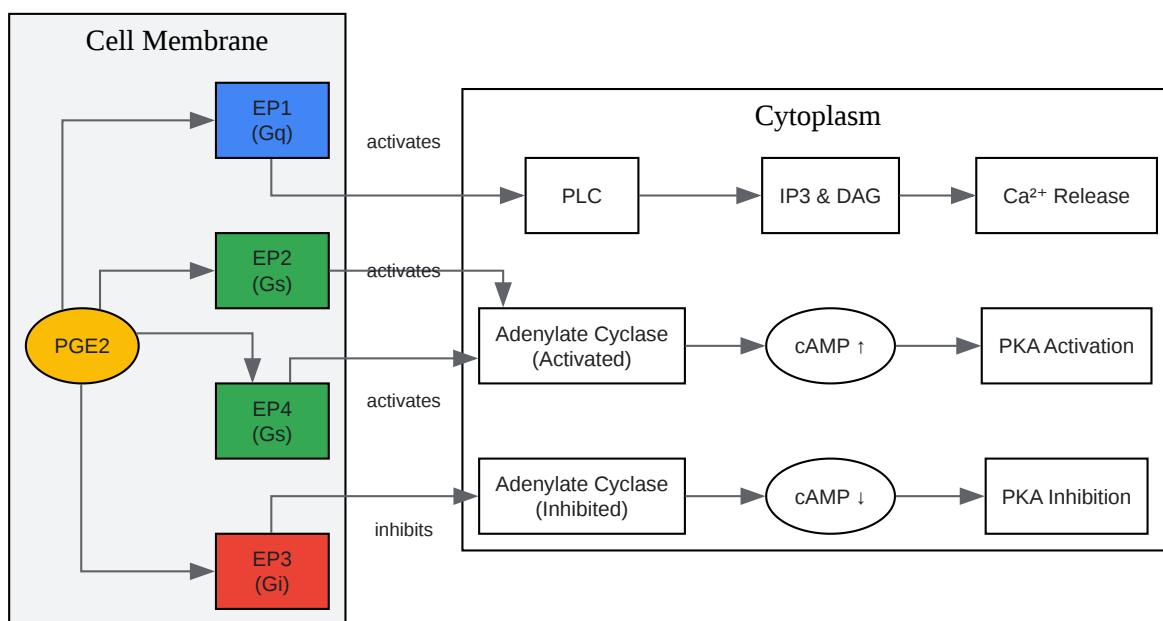 Cell Membrane
EP1
(Gq)
activates
Cytoplasm
PLC
IP3 & DAG
Ca²⁺ Release
EP2
(Gs)
activates
PGE2
Adenylate Cyclase
(Activated)
cAMP ↑
PKA Activation
EP4
(Gs)
activates
Adenylate Cyclase
(Inhibited)
cAMP ↓
PKA Inhibition
inhibits
EP3
(Gi)